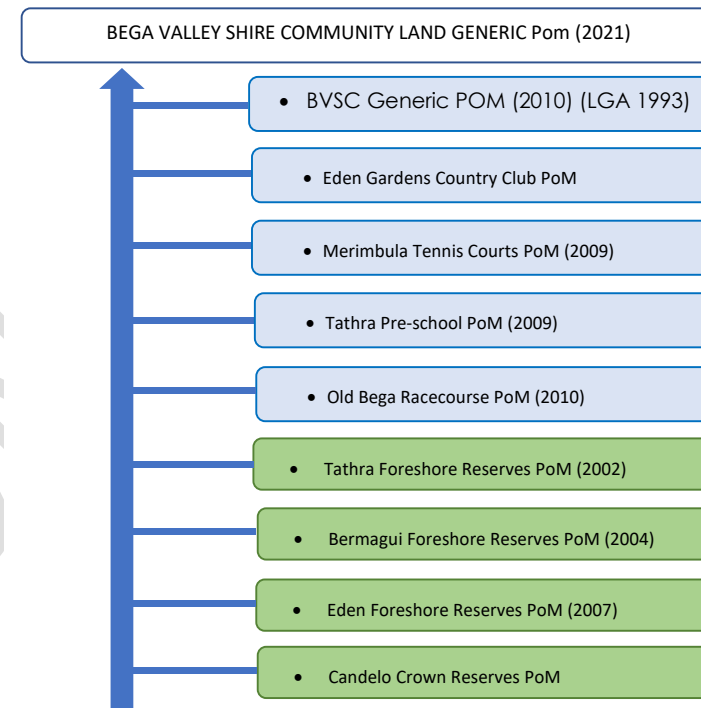 BEGA VALLEY SHIRE COMMUNITY LAND GENERIC Pom (2021)
• BVSC Generic POM (2010) (LGA 1993)
• Eden Gardens Country Club PoM
• Merimbula Tennis Courts PoM (2009)
• Tathra Pre-school PoM (2009)
• Old Bega Racecourse PoM (2010)
• Tathra Foreshore Reserves PoM (2002)
• Bermagui Foreshore Reserves PoM (2004)
• Eden Foreshore Reserves PoM (2007)
• Candelo Crown Reserves PoM